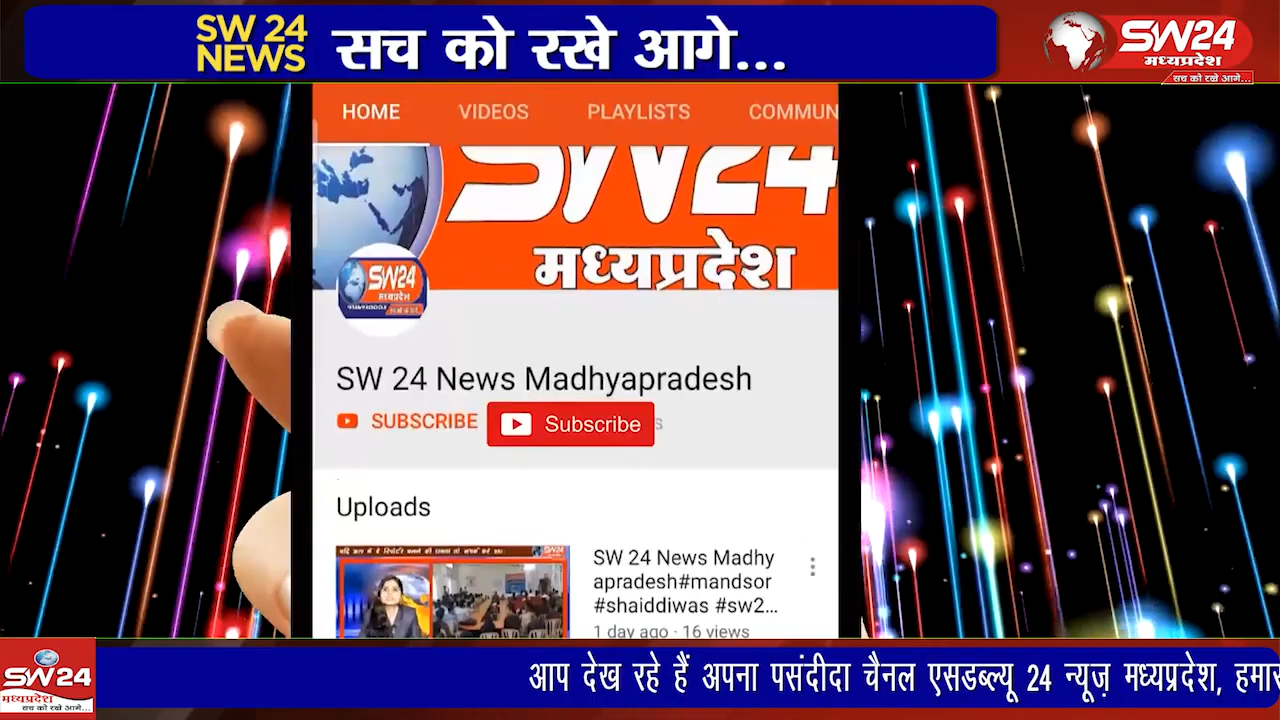 SW 24
NEWS
सच को रखे आगे...
SW24
मध्यप्रदेश
सच को रखे आगे...
HOME VIDEOS PLAYLISTS COMMUN
SW24
मध्यप्रदेश
SW24
मध्यप्रदेश
SW 24 News Madhyapradesh
SUBSCRIBE
Subscribe
Uploads
SW 24 News Madhy
apradesh#mandsor
#shaiddiwas #sw2...
1 day ago · 16 views
SW24
मध्यप्रदेश
सच को रखे आगे...
आप देख रहे हैं अपना पसंदीदा चैनल एसडब्ल्यू 24 न्यूज़ मध्यप्रदेश, हमार